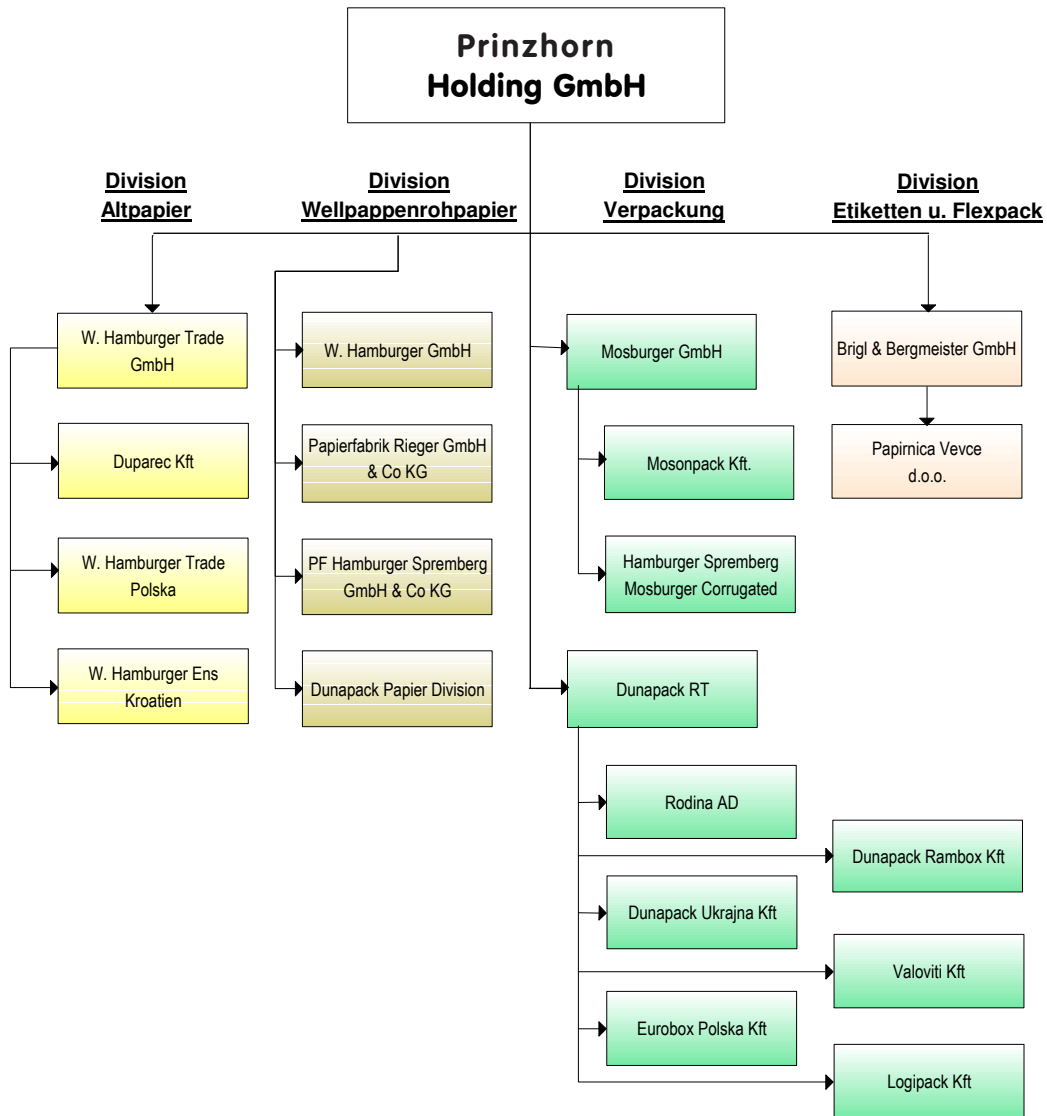 Prinzhorn
Holding GmbH
Division
Altpapier
Division
Wellpappenrohpapier
Division
Verpackung
Division
Etiketten u. Flexpack
W. Hamburger Trade
GmbH
Duparec Kft
W. Hamburger Trade
Polska
W. Hamburger Ens
Kroatien
W. Hamburger GmbH
Papierfabrik Rieger GmbH
& Co KG
PF Hamburger Spremberg
GmbH & Co KG
Dunapack Papier Division
Mosburger GmbH
Mosonpack Kft.
Hamburger Spremberg
Mosburger Corrugated
Dunapack RT
Rodina AD
Dunapack Rambox Kft
Dunapack Ukrajna Kft
Valoviti Kft
Eurobox Polska Kft
Logipack Kft
Brigl & Bergmeister GmbH
Papirnica Vevce
d.o.o.